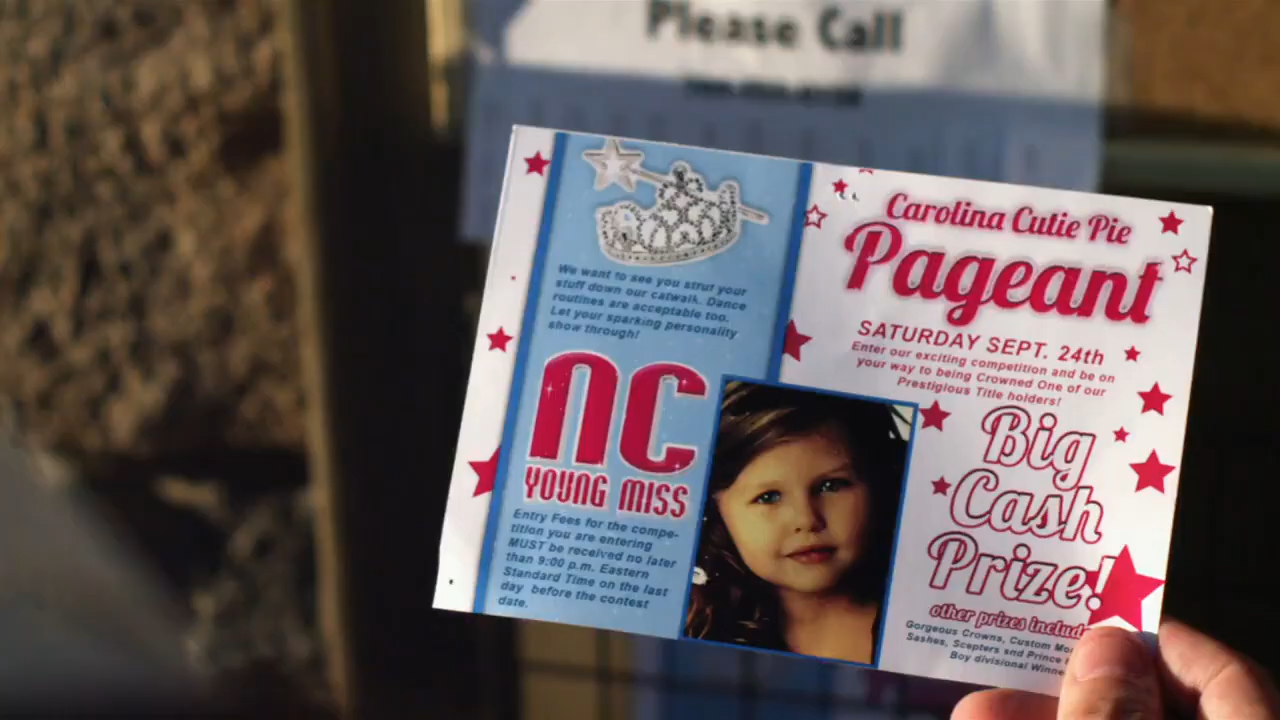 Please Call
We want to see you strut your
stuff down our catwalk. Dance
routines are acceptable too.
Let your sparking personality
show through!
NC
YOUNG MISS
Entry Fees for the compe-
tition you are entering
MUST be received no later
than 9:00 p.m. Eastern
Standard Time on the last
day before the contest
date.
Carolina Cutie Pie
Pageant
SATURDAY SEPT. 24th
Enter our exciting competition and be on
your way to being Crowned One of our
Prestigious Title holders!
Big
Cash
Prize!
other prizes include
Gorgeous Crowns, Custom
Sashes, Scepters snd Prince
Boy divisional